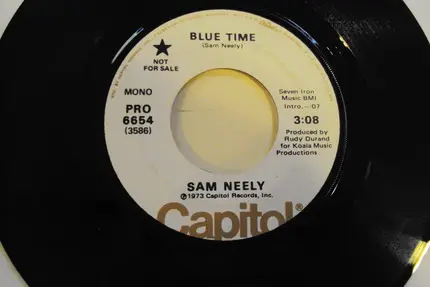 BLUE TIME
(Sam Neely)
★
NOT
FOR SALE
MONO
PRO
6654
(3586)
Seven Iron
Music BMI
Intro.—:07
3:08
Produced by
Rudy Durand
for Koala Music
Productions
SAM NEELY
℗1973 Capitol Records, Inc.
Capitol®